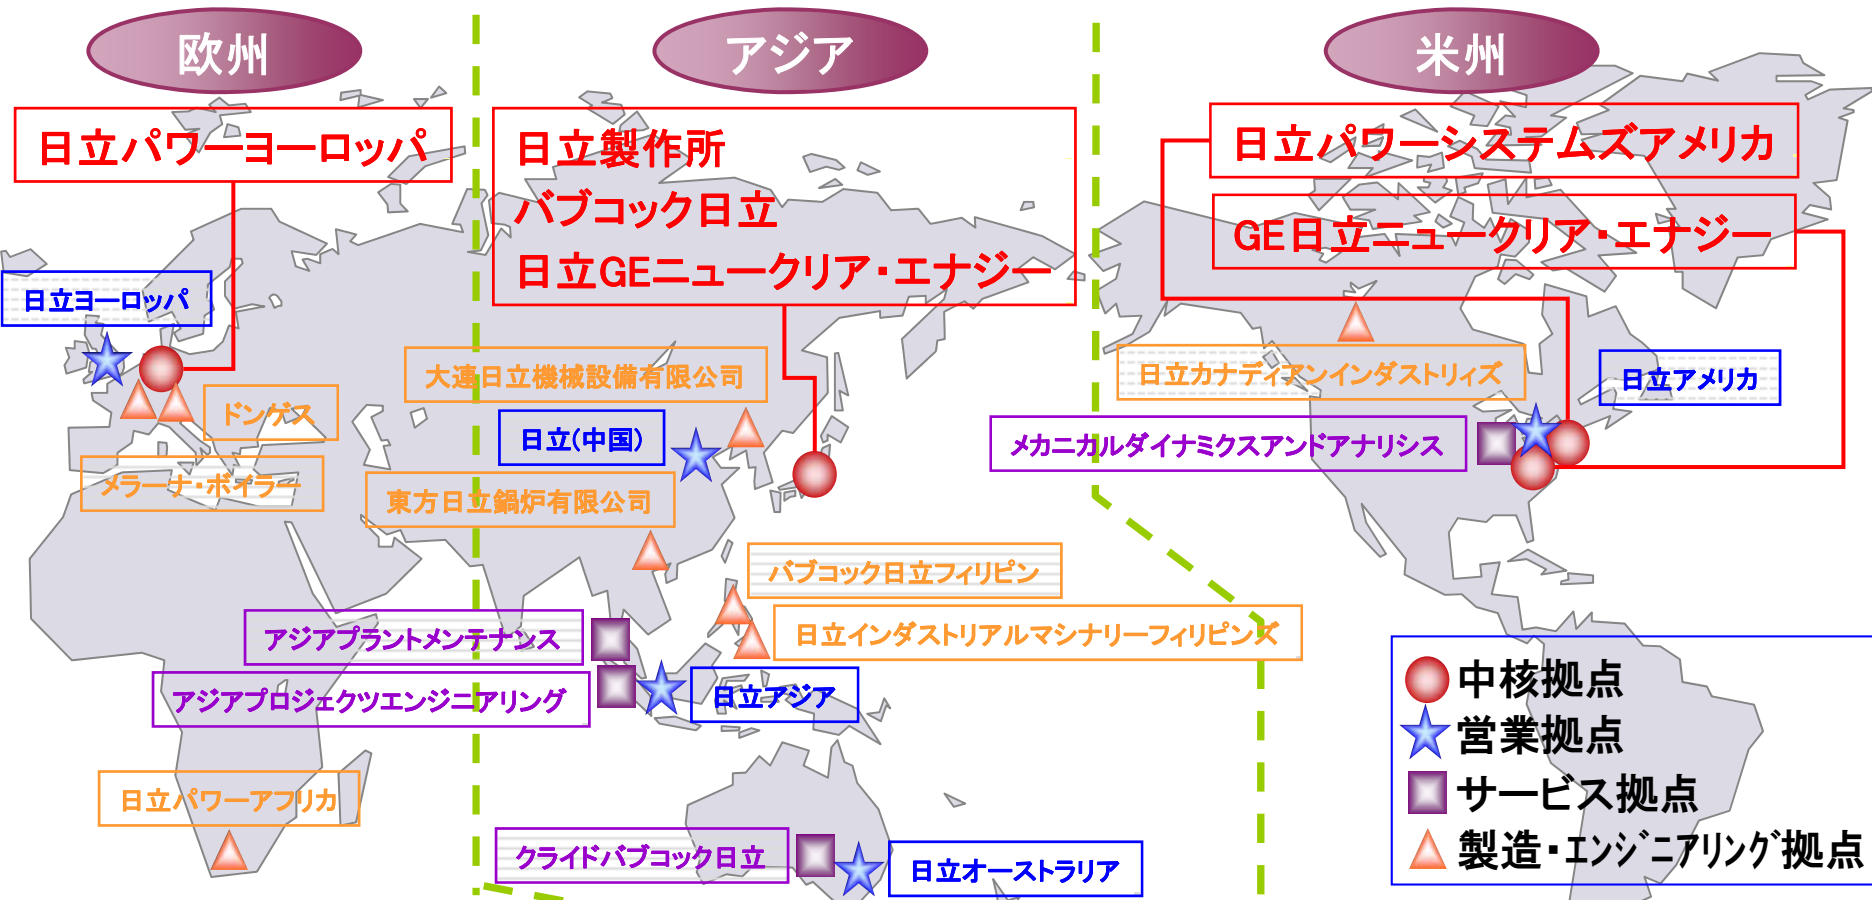 欧州
アジア
米州
日立パワーヨーロッパ
日立製作所
バブコック日立
日立GEニュークリア・エナジー
日立パワーシステムズアメリカ
GE日立ニュークリア・エナジー
日立ヨーロッパ
大連日立機械設備有限公司
日立カナディアンインダストリィズ
日立アメリカ
ドンゲス
日立(中国)
メカニカルダイナミクスアンドアナリシス
メラーナ・ボイラー
東方日立鍋炉有限公司
バブコック日立フィリピン
アジアプラントメンテナンス
日立インダストリアルマシナリーフィリピンズ
アジアプロジェクツエンジニアリング
日立アジア
日立パワーアフリカ
クライドバブコック日立
日立オーストラリア
中核拠点
営業拠点
サービス拠点
製造・エンジニアリング拠点